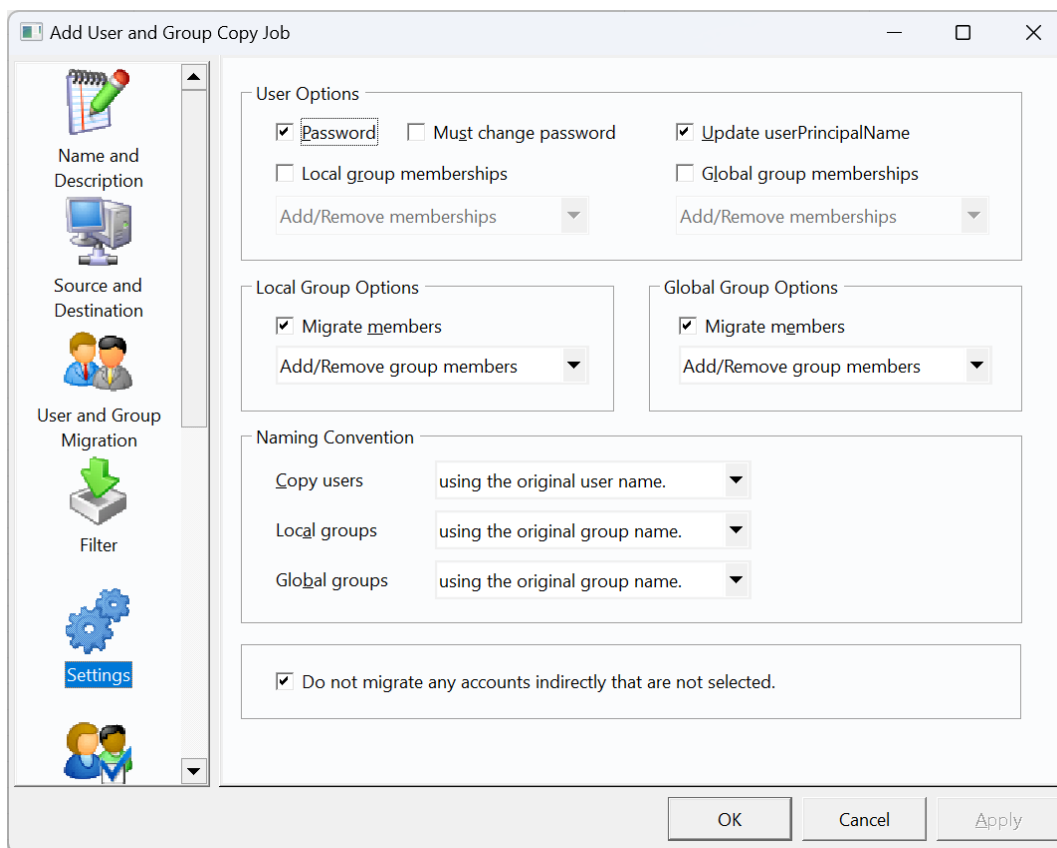 Add User and Group Copy Job
Name and
Description
Source and
Destination
User and Group
Migration
Filter
Settings
User Options
Password
Must change password
Update userPrincipalName
Local group memberships
Global group memberships
Add/Remove memberships
Add/Remove memberships
Local Group Options
Migrate members
Add/Remove group members
Global Group Options
Migrate members
Add/Remove group members
Naming Convention
Copy users
using the original user name.
Local groups
using the original group name.
Global groups
using the original group name.
Do not migrate any accounts indirectly that are not selected.
OK
Cancel
Apply